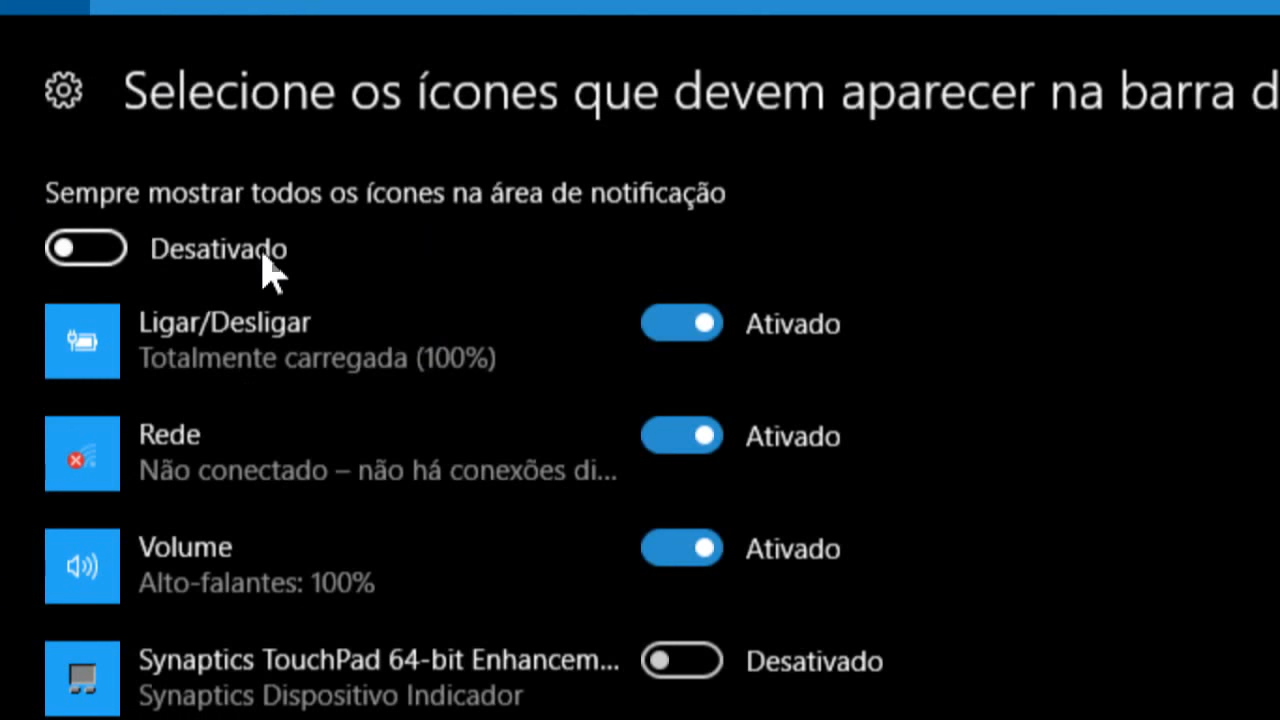 Selecione os ícones que devem aparecer na barra d
Sempre mostrar todos os ícones na área de notificação
Desativado
Ligar/Desligar
Ativado
Totalmente carregada (100%)
Rede
Ativado
Não conectado – não há conexões di...
Volume
Ativado
Alto-falantes: 100%
Synaptics TouchPad 64-bit Enhancem...
Desativado
Synaptics Dispositivo Indicador